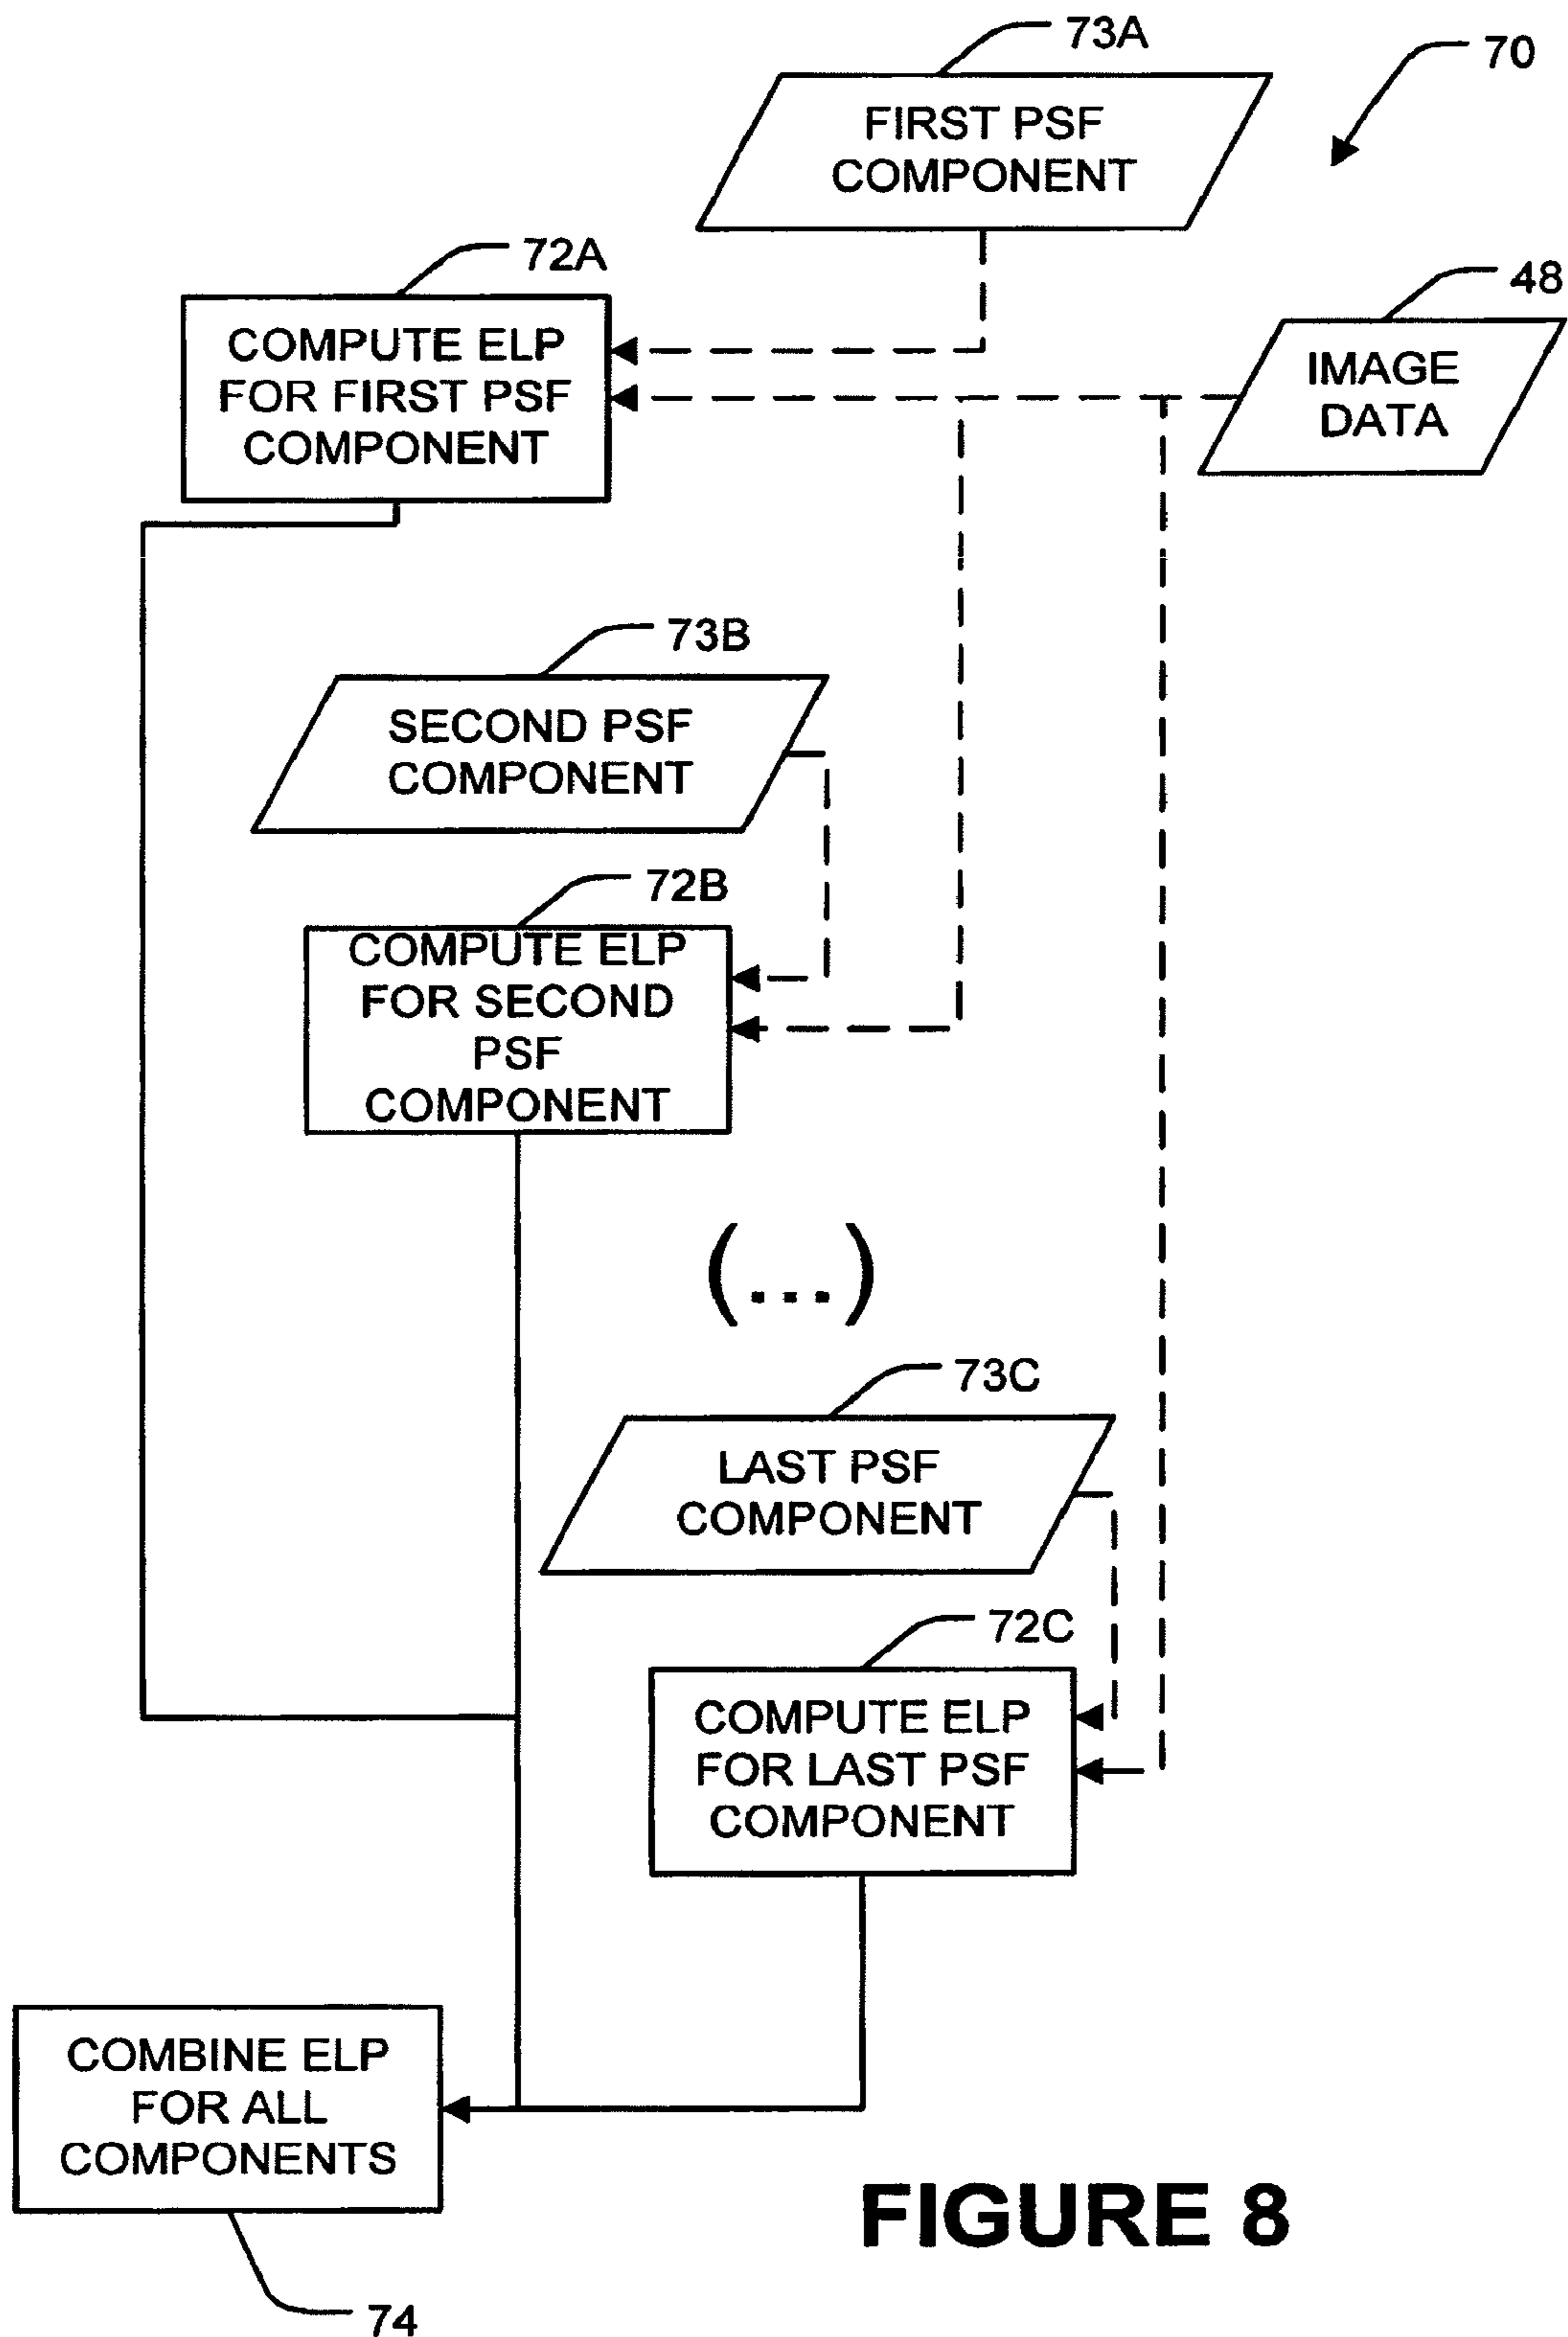 73A
70
FIRST PSF
COMPONENT
72A
48
COMPUTE ELP
FOR FIRST PSF
COMPONENT
IMAGE
DATA
73B
SECOND PSF
COMPONENT
72B
COMPUTE ELP
FOR SECOND
PSF
COMPONENT
(...)
73C
LAST PSF
COMPONENT
72C
COMPUTE ELP
FOR LAST PSF
COMPONENT
COMBINE ELP
FOR ALL
COMPONENTS
FIGURE 8
74